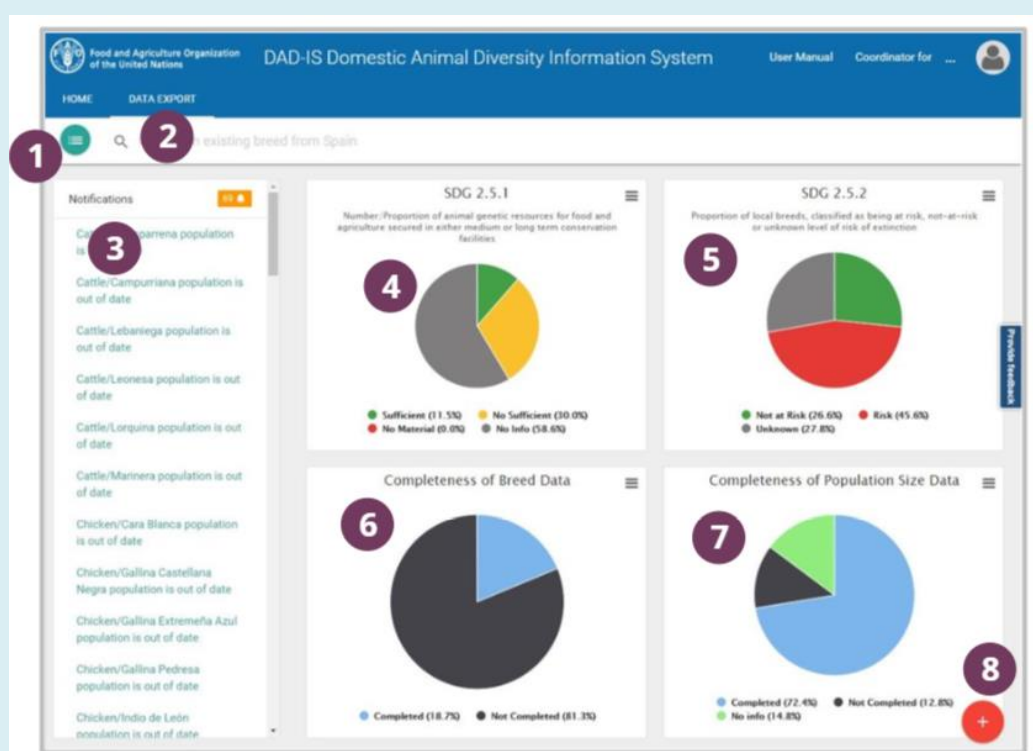 Food and Agriculture Organization
of the United Nations
DAD-IS Domestic Animal Diversity Information System
User Manual
Coordinator for ...
HOME
DATA EXPORT
1
2
existing breed from Spain
Notifications
3
population
is
Cattle/Campurriana population is
out of date
Cattle/Lebaniega population is
out of date
Cattle/Leonesa population is out
of date
Cattle/Lorquina population is out
of date
Cattle/Marinera population is out
of date
Chicken/Cara Blanca population
is out of date
Chicken/Gallina Castellana
Negra population is out of date
Chicken/Gallina Extremeña Azul
population is out of date
Chicken/Gallina Pedresa
population is out of date
Chicken/Indio de León
population is out of date
SDG 2.5.1
Number/Proportion of animal genetic resources for food and
agriculture secured in either medium or long term conservation
facilities
4
Sufficient (11.5%)
No Sufficient (30.0%)
No Material (0.0%)
No Info (58.6%)
SDG 2.5.2
Proportion of local breeds, classified as being at risk, not-at-risk
or unknown level of risk of extinction
5
Not at Risk (26.6%)
Risk (45.6%)
Unknown (27.8%)
Provide feedback
Completeness of Breed Data
6
Completed (18.7%)
Not Completed (81.3%)
Completeness of Population Size Data
7
Completed (72.4%)
Not Completed (12.8%)
No info (14.8%)
8
+